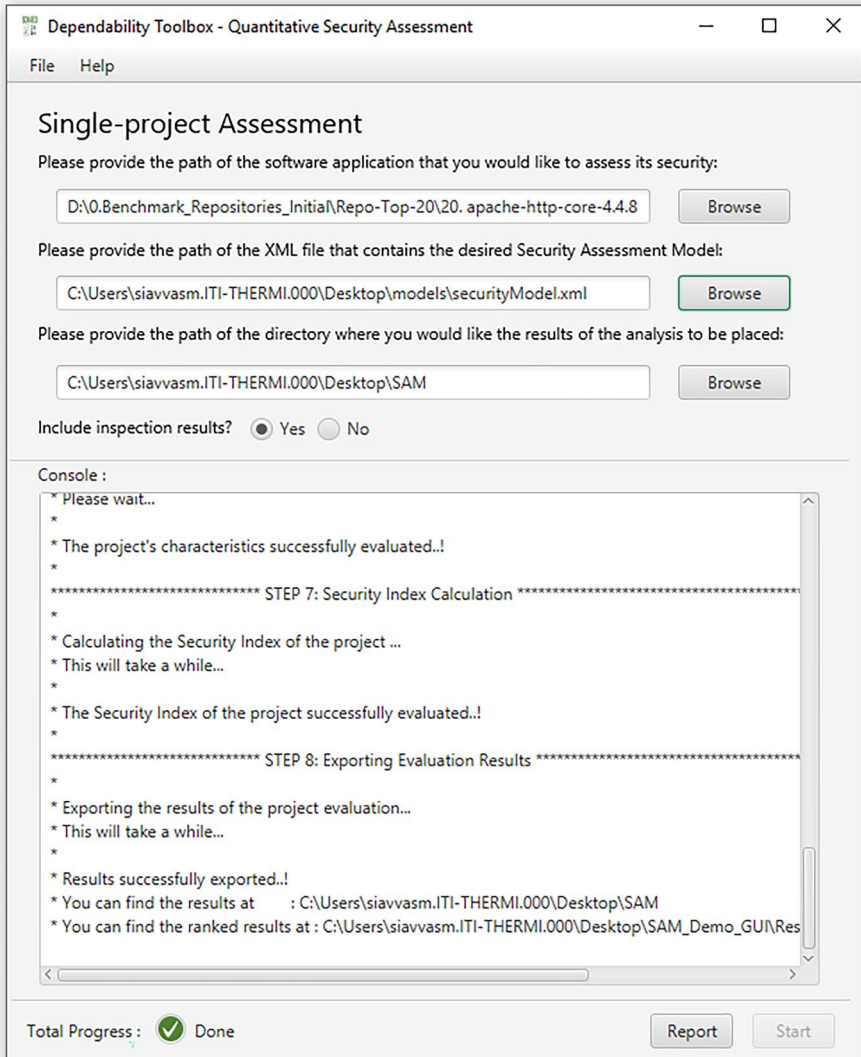 Dependability Toolbox - Quantitative Security Assessment
File Help
Single-project Assessment
Please provide the path of the software application that you would like to assess its security:
D:\0.Benchmark_Repositories_Initial\Repo-Top-20\20. apache-http-core-4.4.8 Browse
Please provide the path of the XML file that contains the desired Security Assessment Model:
C:\Users\siavvasm.ITI-THERMI.000\Desktop\models\securityModel.xml Browse
Please provide the path of the directory where you would like the results of the analysis to be placed:
C:\Users\siavvasm.ITI-THERMI.000\Desktop\SAM Browse
Include inspection results? Yes No
Console :
* Please wait...
*
* The project's characteristics successfully evaluated..!
*
****************************** STEP 7: Security Index Calculation *****************************************
*
* Calculating the Security Index of the project ...
* This will take a while...
*
* The Security Index of the project successfully evaluated..!
*
****************************** STEP 8: Exporting Evaluation Results **************************************
*
* Exporting the results of the project evaluation...
* This will take a while...
*
* Results successfully exported..!
* You can find the results at : C:\Users\siavvasm.ITI-THERMI.000\Desktop\SAM
* You can find the ranked results at : C:\Users\siavvasm.ITI-THERMI.000\Desktop\SAM_Demo_GUI\Res
Total Progress : Done Report Start